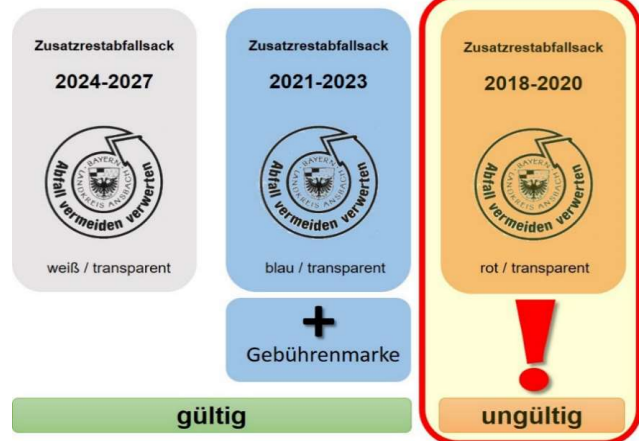 Zusatzrestabfallsack
2024-2027
BAYERN
LANDKREIS ANSBACH
Abfall vermeiden verwerten
weiß / transparent
Zusatzrestabfallsack
2021-2023
BAYERN
LANDKREIS ANSBACH
Abfall vermeiden verwerten
blau / transparent
+
Gebührenmarke
gültig
Zusatzrestabfallsack
2018-2020
BAYERN
LANDKREIS ANSBACH
Abfall vermeiden verwerten
rot / transparent
!
ungültig